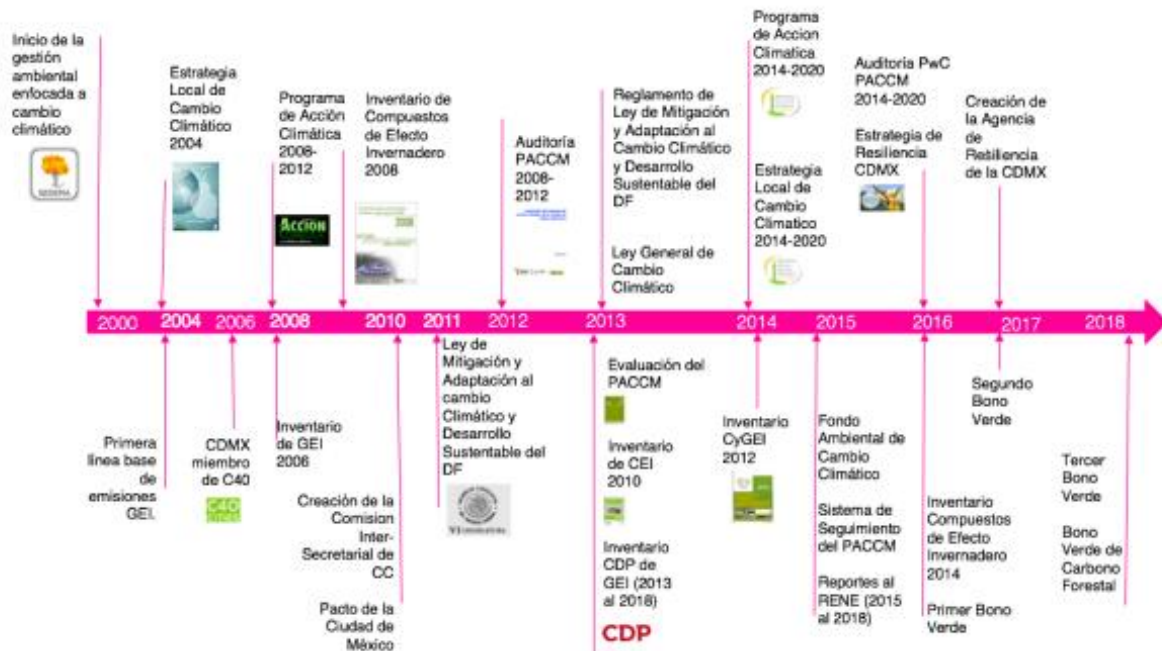 Inicio de la
gestión
ambiental
enfocada a
cambio
climático
SEDEMA
Estrategia
Local de
Cambio
Climático
2004
Programa
de Acción
Climática
2008-
2012
ACCIÓN
Inventario de
Compuestos
de Efecto
Invernadero
2008
2008
Auditoría
PACCM
2008-
2012
Reglamento de
Ley de Mitigación
y Adaptación al
Cambio Climático
y Desarrollo
Sustentable del
DF
Ley General de
Cambio
Climático
Programa
de Accion
Climatica
2014-2020
Estrategia
Local de
Cambio
Climatico
2014-2020
Auditoría PwC
PACCM
2014-2020
Estrategia de
Resiliencia
CDMX
Creación de
la Agencia
de
Resiliencia
de la CDMX
2000
2004
2006
2008
2010
2011
2012
2013
2014
2015
2016
2017
2018
Primera
línea base
de
emisiones
GEI.
CDMX
miembro
de C40
C40
Inventario
de GEI
2006
Creación de la
Comision
Inter-
Secretarial de
CC
Pacto de la
Ciudad de
México
Ley de
Mitigación y
Adaptación al
cambio
Climático y
Desarrollo
Sustentable del
DF
VI LEGISLATURA
Evaluación del
PACCM
Inventario
de CEI
2010
Inventario
CDP de
GEI (2013
al 2018)
CDP
Inventario
CyGEI
2012
Fondo
Ambiental de
Cambio
Climático
Sistema de
Seguimiento
del PACCM
Reportes al
RENE (2015
al 2018)
Inventario
Compuestos
de Efecto
Invernadero
2014
Primer Bono
Verde
Segundo
Bono
Verde
Tercer
Bono
Verde
Bono
Verde de
Carbono
Forestal